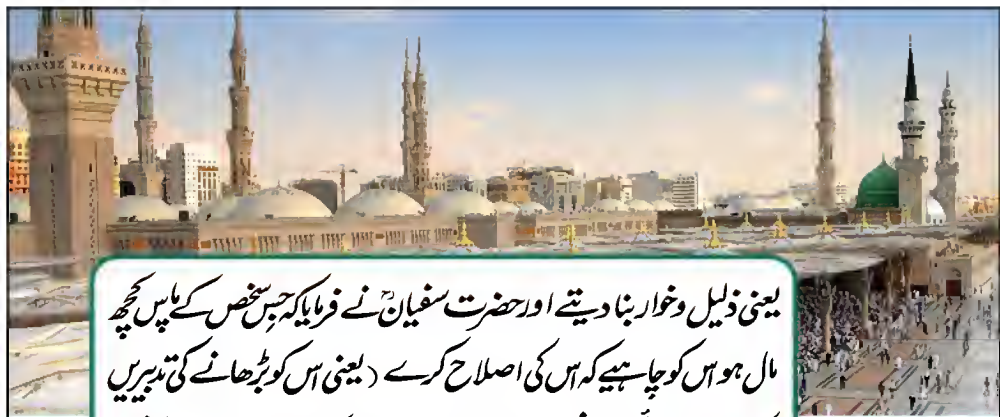 یعنی ذلیل و خوار بنا دیتے اور حضرت سفیانؒ نے فرمایا کہ جس شخص کے پاس کچھ
مال ہو اس کو چاہیے کہ اس کی اصلاح کرے (یعنی اس کو بڑھانے کی تدبیریں